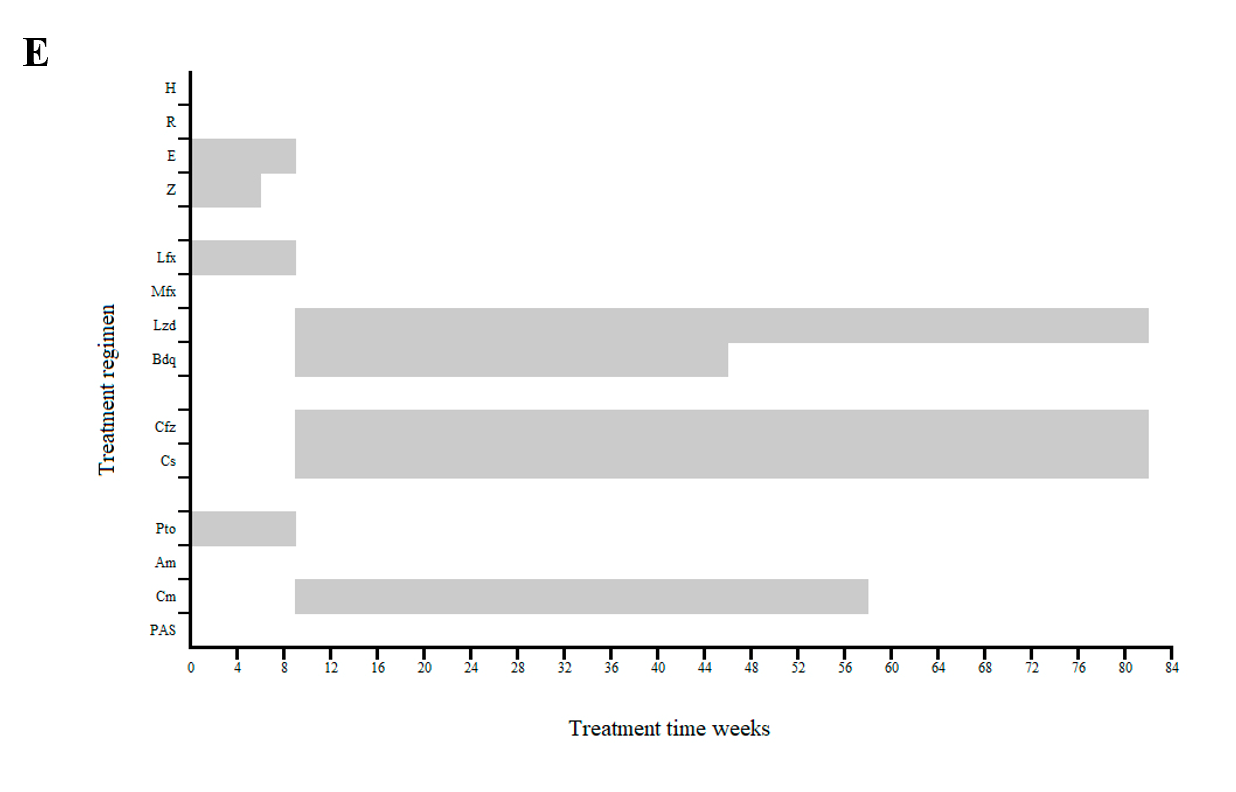 E
H
R
E
Z
Lfx
Mfx
Lzd
Bdq
Cfz
Cs
Pto
Am
Cm
PAS
Treatment regimen
0 4 8 12 16 20 24 28 32 36 40 44 48 52 56 60 64 68 72 76 80 84
Treatment time weeks